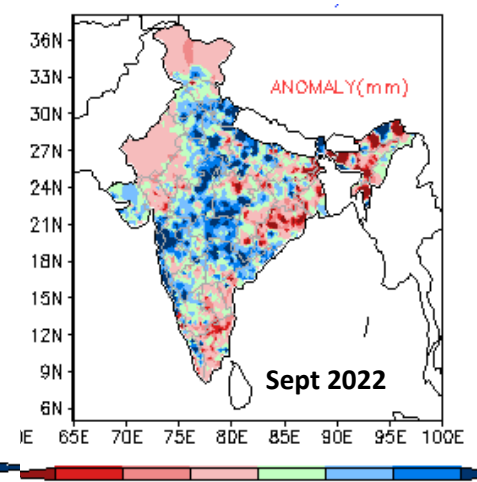 36N
ANOMALY(mm)
33N
30N
27N
24N
21N
18N
15N
12N
9N
Sept 2022
6N
E 65E 70E 75E 80E 85E 90E 95E 100E